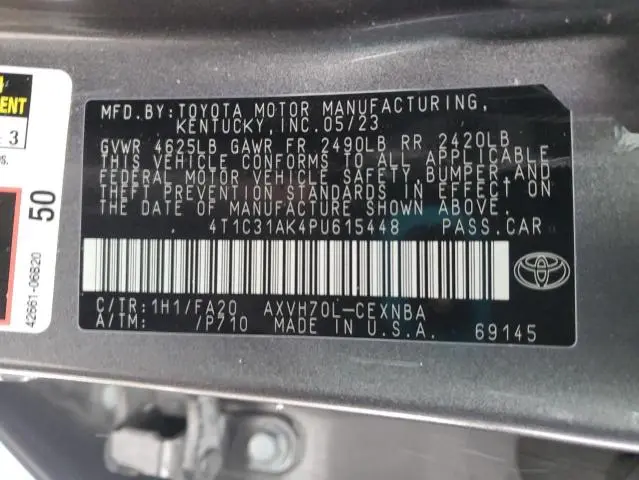 MFD.BY:TOYOTA MOTOR MANUFACTURING,
KENTUCKY, INC.05/23
GVWR 4625LB GAWR FR 2490LB RR 2420LB
THIS VEHICLE CONFORMS TO ALL APPLICABLE
FEDERAL MOTOR VEHICLE SAFETY, BUMPER AND
THEFT PREVENTION STANDARDS IN EFFECT ON
THE DATE OF MANUFACTURE SHOWN ABOVE.
4T1C31AK4PU615448 PASS.CAR
C/TR:1H1/FA20 AXVH70L-CEXNBA
A/TM: /P710 MADE IN U.S.A. 69145
3
50
42661-06820